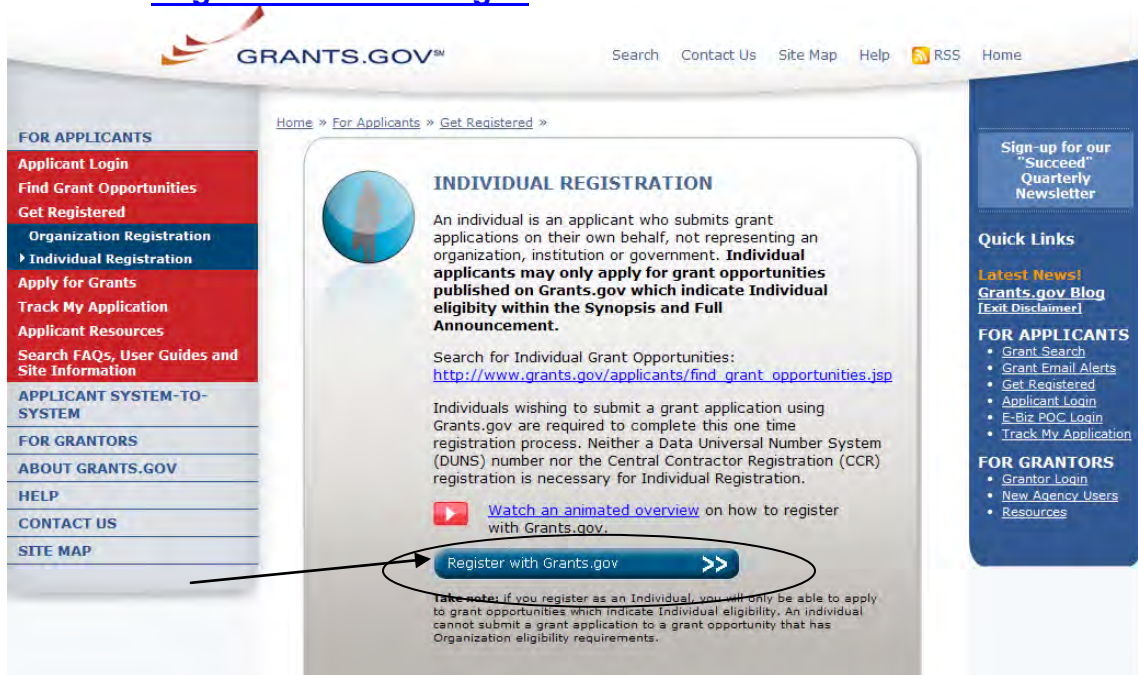 GRANTS.GOV℠
Search Contact Us Site Map Help RSS Home
FOR APPLICANTS
Applicant Login
Find Grant Opportunities
Get Registered
Organization Registration
Individual Registration
Apply for Grants
Track My Application
Applicant Resources
Search FAQs, User Guides and
Site Information
APPLICANT SYSTEM-TO-
SYSTEM
FOR GRANTORS
ABOUT GRANTS.GOV
HELP
CONTACT US
SITE MAP
Home » For Applicants » Get Registered »
INDIVIDUAL REGISTRATION
An individual is an applicant who submits grant
applications on their own behalf, not representing an
organization, institution or government. Individual
applicants may only apply for grant opportunities
published on Grants.gov which indicate Individual
eligibity within the Synopsis and Full
Announcement.
Search for Individual Grant Opportunities:
http://www.grants.gov/applicants/find_grant_opportunities.jsp
Individuals wishing to submit a grant application using
Grants.gov are required to complete this one time
registration process. Neither a Data Universal Number System
(DUNS) number nor the Central Contractor Registration (CCR)
registration is necessary for Individual Registration.
Watch an animated overview on how to register
with Grants.gov.
Register with Grants.gov >>
Take note: if you register as an Individual, you will only be able to apply
to grant opportunities which indicate Individual eligibility. An individual
cannot submit a grant application to a grant opportunity that has
Organization eligibility requirements.
Sign-up for our
"Succeed"
Quarterly
Newsletter
Quick Links
Latest News!
Grants.gov Blog
[Exit Disclaimer]
FOR APPLICANTS
• Grant Search
• Grant Email Alerts
• Get Registered
• Applicant Login
• E-Biz POC Login
• Track My Application
FOR GRANTORS
• Grantor Login
• New Agency Users
• Resources